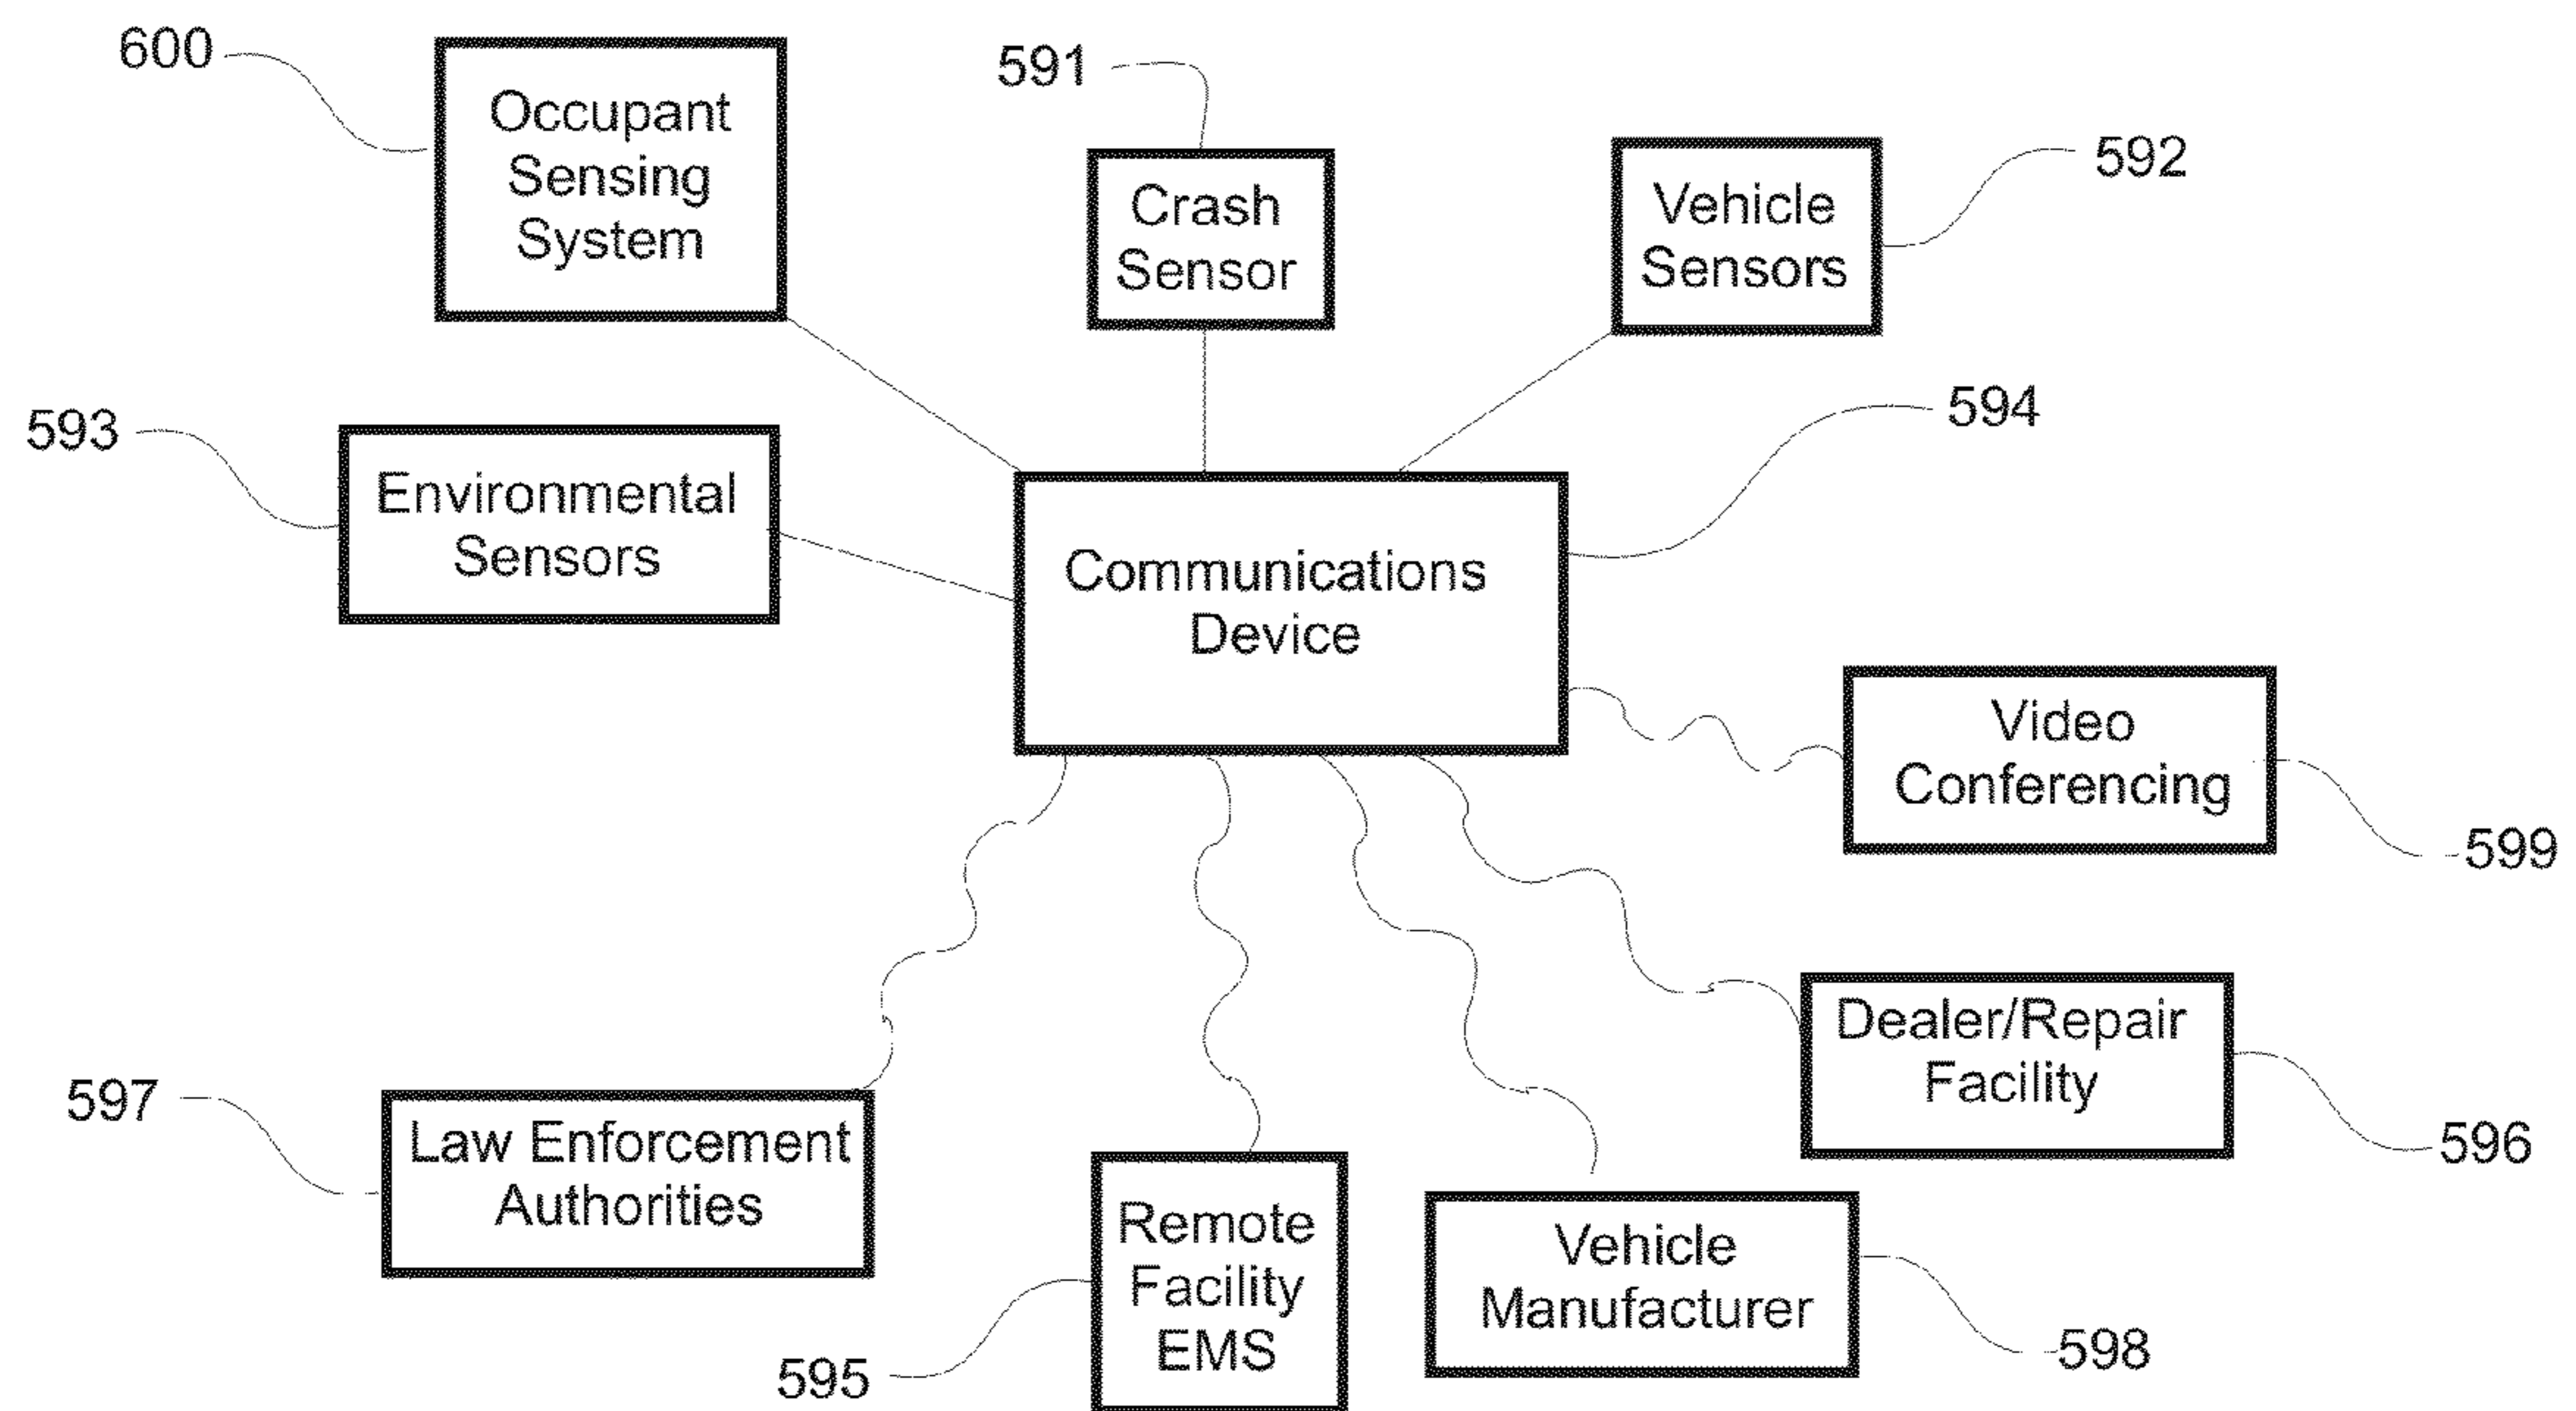 600
Occupant
Sensing
System
591
Crash
Sensor
592
Vehicle
Sensors
593
Environmental
Sensors
594
Communications
Device
Video
Conferencing
599
Dealer/Repair
Facility
596
597
Law Enforcement
Authorities
595
Remote
Facility
EMS
Vehicle
Manufacturer
598